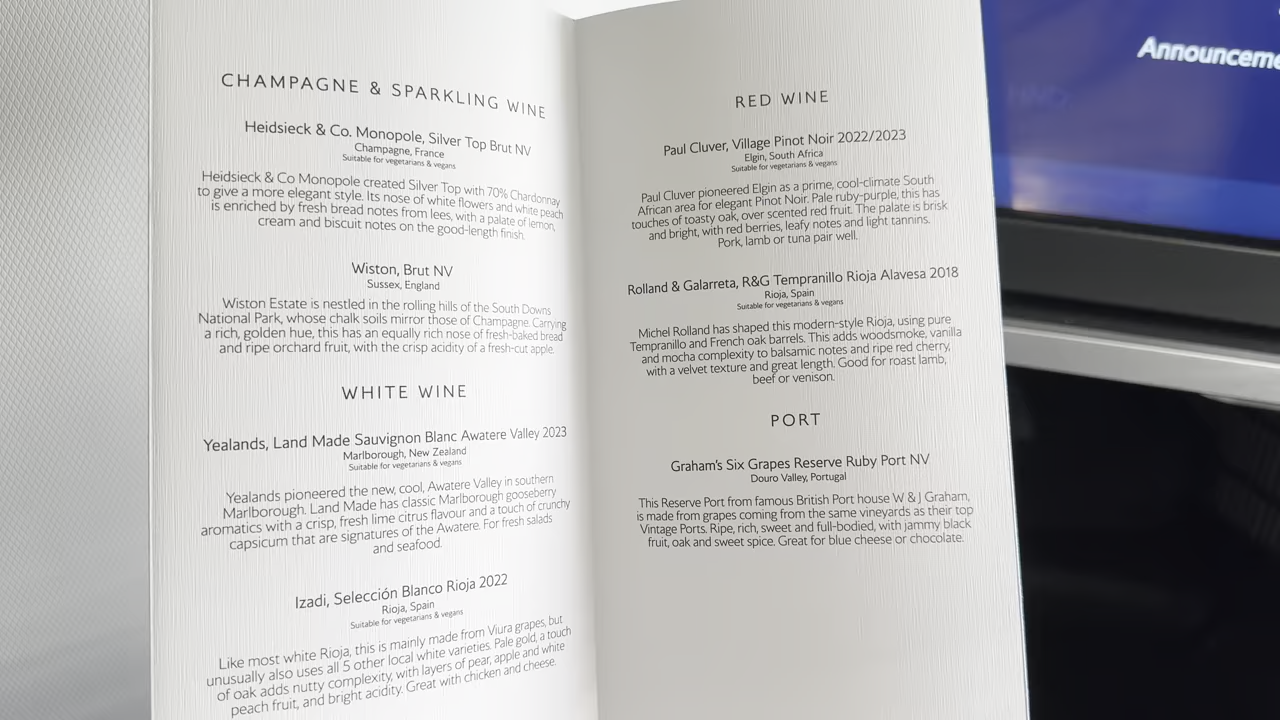 CHAMPAGNE & SPARKLING WINE
Heidsieck & Co. Monopole, Silver Top Brut NV
Champagne, France
Suitable for vegetarians & vegans
Heidsieck & Co Monopole created Silver Top with 70% Chardonnay
to give a more elegant style. Its nose of white flowers and white peach
is enriched by fresh bread notes from lees, with a palate of lemon,
cream and biscuit notes on the good-length finish.
Wiston, Brut NV
Sussex, England
Wiston Estate is nestled in the rolling hills of the South Downs
National Park, whose chalk soils mirror those of Champagne. Carrying
a rich, golden hue, this has an equally rich nose of fresh-baked bread
and ripe orchard fruit, with the crisp acidity of a fresh-cut apple.
WHITE WINE
Yealands, Land Made Sauvignon Blanc Awatere Valley 2023
Marlborough, New Zealand
Suitable for vegetarians & vegans
Yealands pioneered the new, cool, Awatere Valley in southern
Marlborough. Land Made has classic Marlborough gooseberry
aromatics with a crisp, fresh lime citrus flavour and a touch of crunchy
capsicum that are signatures of the Awatere. For fresh salads
and seafood.
Izadi, Selección Blanco Rioja 2022
Rioja, Spain
Suitable for vegetarians & vegans
Like most white Rioja, this is mainly made from Viura grapes, but
unusually also uses all 5 other local white varieties. Pale gold, a touch
of oak adds nutty complexity, with layers of pear, apple and white
peach fruit, and bright acidity. Great with chicken and cheese.
RED WINE
Paul Cluver, Village Pinot Noir 2022/2023
Elgin, South Africa
Suitable for vegetarians & vegans
Paul Cluver pioneered Elgin as a prime, cool-climate South
African area for elegant Pinot Noir. Pale ruby-purple, this has
touches of toasty oak, over scented red fruit. The palate is brisk
and bright, with red berries, leafy notes and light tannins.
Pork, lamb or tuna pair well.
Rolland & Galarreta, R&G Tempranillo Rioja Alavesa 2018
Rioja, Spain
Suitable for vegetarians & vegans
Michel Rolland has shaped this modern-style Rioja, using pure
Tempranillo and French oak barrels. This adds woodsmoke, vanilla
and mocha complexity to balsamic notes and ripe red cherry,
with a velvet texture and great length. Good for roast lamb,
beef or venison.
PORT
Graham's Six Grapes Reserve Ruby Port NV
Douro Valley, Portugal
This Reserve Port from famous British Port house W & J Graham,
is made from grapes coming from the same vineyards as their top
Vintage Ports. Ripe, rich, sweet and full-bodied, with jammy black
fruit, oak and sweet spice. Great for blue cheese or chocolate.
Announceme